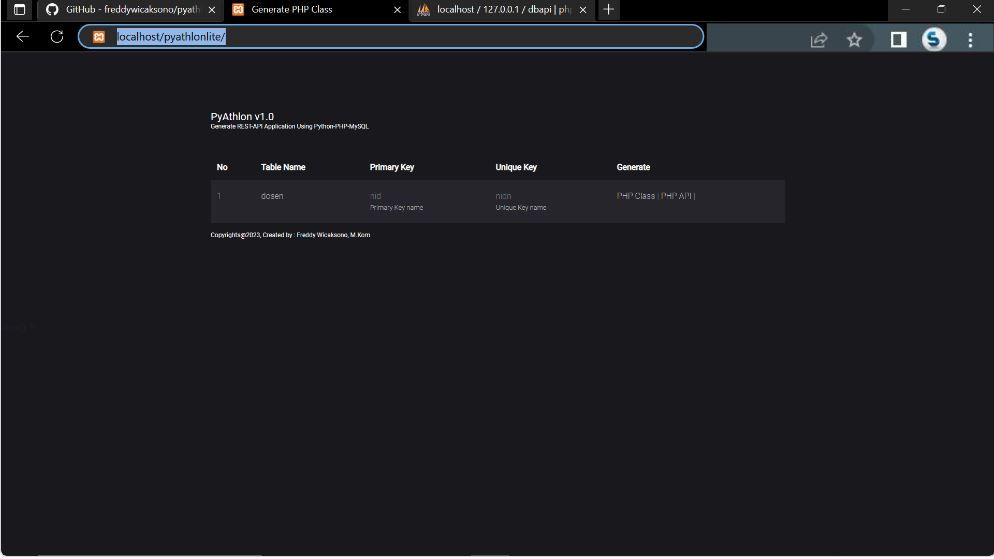 GitHub - freddywicaksono/pyath
Generate PHP Class
localhost / 127.0.0.1 / dbapi | ph
localhost/pyathlonlite/
PyAthlon v1.0
Generate REST-API Application Using Python-PHP-MySQL
No Table Name Primary Key Unique Key Generate
1 dosen nid nidn PHP Class | PHP API |
Primary Key name Unique Key name
Copyrights@2023, Created by : Freddy Wicaksono, M.Kom